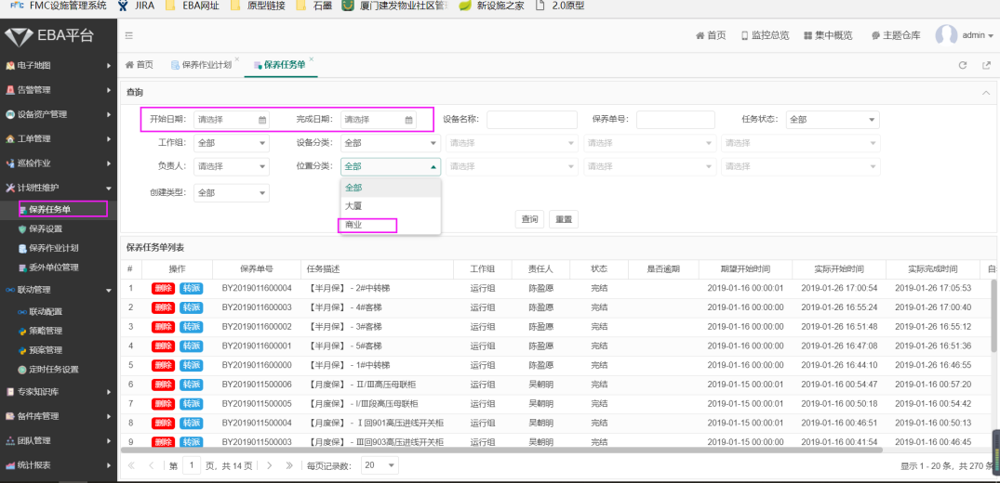 FMC设施管理系统 JIRA EBA网址 原型链接 石墨 厦门建发物业社区管 新设施之家 2.0原型
EBA平台
首页 监控总览 集中概览 主题仓库 admin
首页 保养作业计划 保养任务单
电子地图
告警管理
设备资产管理
工单管理
巡检作业
计划性维护
保养任务单
保养设置
保养作业计划
委外单位管理
联动管理
联动配置
策略管理
预案管理
定时任务设置
专家知识库
备件库管理
团队管理
统计报表
查询
开始日期: 请选择 完成日期: 请选择 设备名称: 保养单号: 任务状态: 全部
工作组: 全部 设备分类: 全部 请选择 请选择 请选择
负责人: 请选择 位置分类: 全部 请选择 请选择 请选择
创建类型: 全部
全部
大厦
商业
查询 重置
保养任务单列表
# 操作 保养单号 任务描述 工作组 责任人 状态 是否逾期 期望开始时间 实际开始时间 实际完成时间 自
1 删除 转派 BY2019011600004 【半月保】 - 2#中转梯 运行组 陈盈愿 完结 2019-01-16 00:00:01 2019-01-26 17:00:54 2019-01-26 17:05:53
2 删除 转派 BY2019011600003 【半月保】 - 4#客梯 运行组 陈盈愿 完结 2019-01-16 00:00:00 2019-01-26 16:55:24 2019-01-26 17:00:40
3 删除 转派 BY2019011600002 【半月保】 - 3#客梯 运行组 陈盈愿 完结 2019-01-16 00:00:00 2019-01-26 16:51:48 2019-01-26 16:55:12
4 删除 转派 BY2019011600001 【半月保】 - 5#客梯 运行组 陈盈愿 完结 2019-01-16 00:00:00 2019-01-26 16:47:08 2019-01-26 16:51:36
5 删除 转派 BY2019011600000 【半月保】 - 1#中转梯 运行组 陈盈愿 完结 2019-01-16 00:00:00 2019-01-26 16:44:10 2019-01-26 16:46:55
6 删除 转派 BY2019011500006 【月度保】 - II/III高压母联柜 运行组 吴朝明 完结 2019-01-15 00:00:01 2019-01-16 00:54:47 2019-01-16 00:57:20
7 删除 转派 BY2019011500005 【月度保】 - I/III段高压母联柜 运行组 吴朝明 完结 2019-01-15 00:00:01 2019-01-16 00:50:18 2019-01-16 00:54:42
8 删除 转派 BY2019011500004 【月度保】 - Ⅰ回901高压进线开关柜 运行组 吴朝明 完结 2019-01-15 00:00:01 2019-01-16 00:46:51 2019-01-16 00:50:13
9 删除 转派 BY2019011500003 【月度保】 - III回903高压进线开关柜 运行组 吴朝明 完结 2019-01-15 00:00:00 2019-01-16 00:41:54 2019-01-16 00:46:45
第 1 页，共 14 页 每页记录数: 20 显示 1 - 20 条，共 270 条